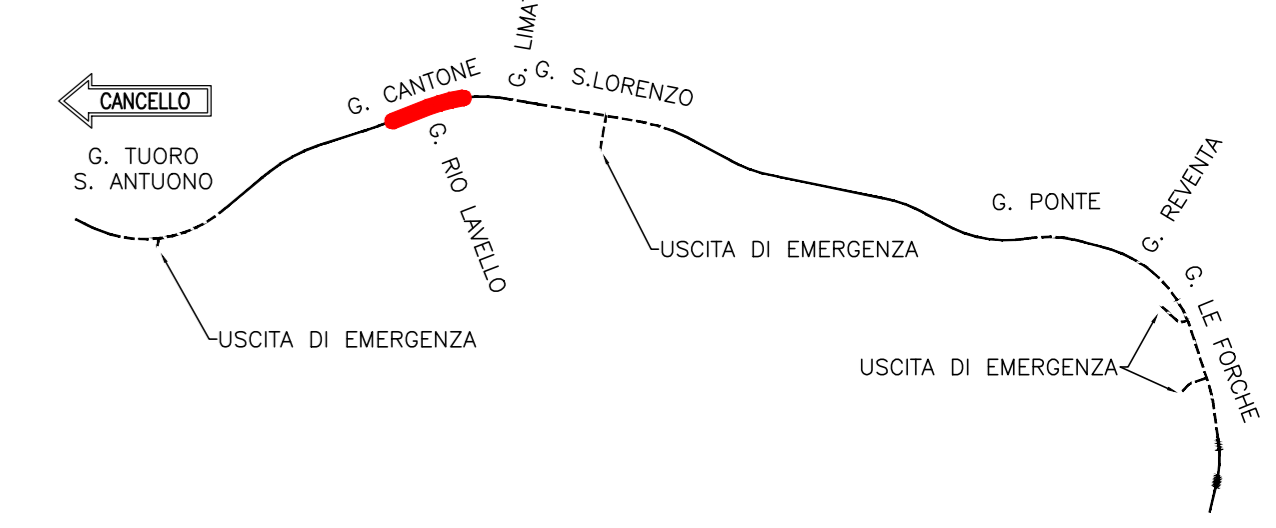 G. LIMAT
G. S.LORENZO
G. CANTONE
CANCELLO
G. RIO LAVELLO
G. TUORO
S. ANTUONO
G. REVENTA
G. PONTE
USCITA DI EMERGENZA
G. LE FORCHE
USCITA DI EMERGENZA
USCITA DI EMERGENZA